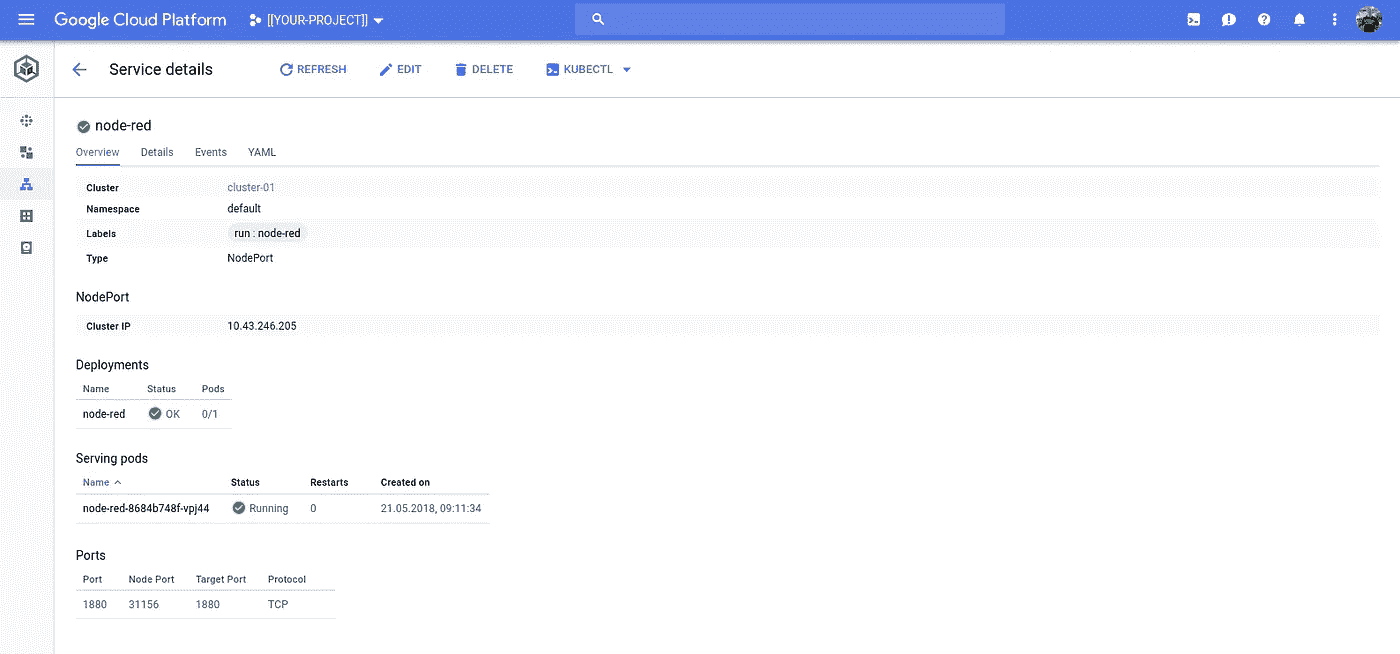 Google Cloud Platform [[YOUR-PROJECT]]
Service details REFRESH EDIT DELETE KUBECTL
node-red
Overview Details Events YAML
Cluster cluster-01
Namespace default
Labels run : node-red
Type NodePort
NodePort
Cluster IP 10.43.246.205
Deployments
Name Status Pods
node-red OK 0/1
Serving pods
Name Status Restarts Created on
node-red-8684b748f-vpj44 Running 0 21.05.2018, 09:11:34
Ports
Port Node Port Target Port Protocol
1880 31156 1880 TCP